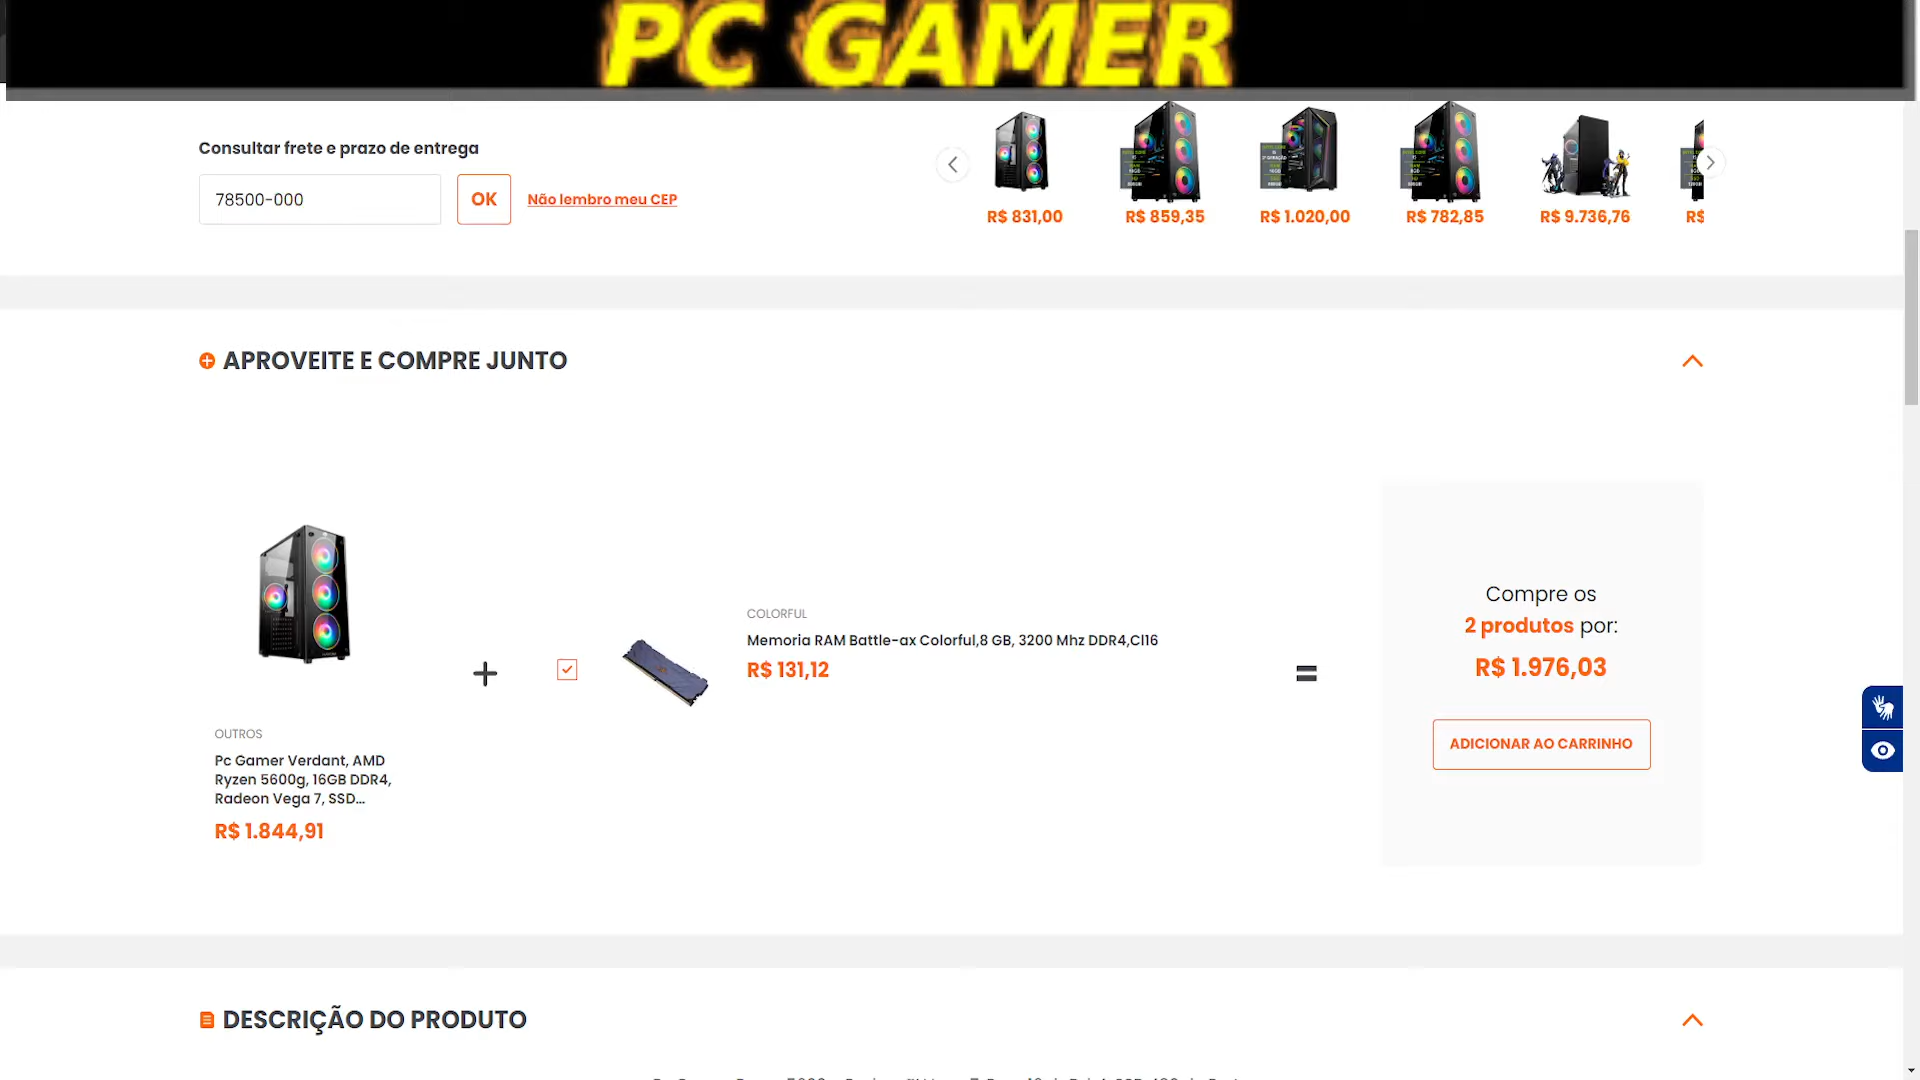 PC GAMER
Consultar frete e prazo de entrega
78500-000
OK
Não lembro meu CEP
R$ 831,00
R$ 859,35
R$ 1.020,00
R$ 782,85
R$ 9.736,76
R$
APROVEITE E COMPRE JUNTO
OUTROS
Pc Gamer Verdant, AMD
Ryzen 5600g, 16GB DDR4,
Radeon Vega 7, SSD...
R$ 1.844,91
COLORFUL
Memoria RAM Battle-ax Colorful,8 GB, 3200 Mhz DDR4,Cl16
R$ 131,12
Compre os
2 produtos por:
R$ 1.976,03
ADICIONAR AO CARRINHO
DESCRIÇÃO DO PRODUTO